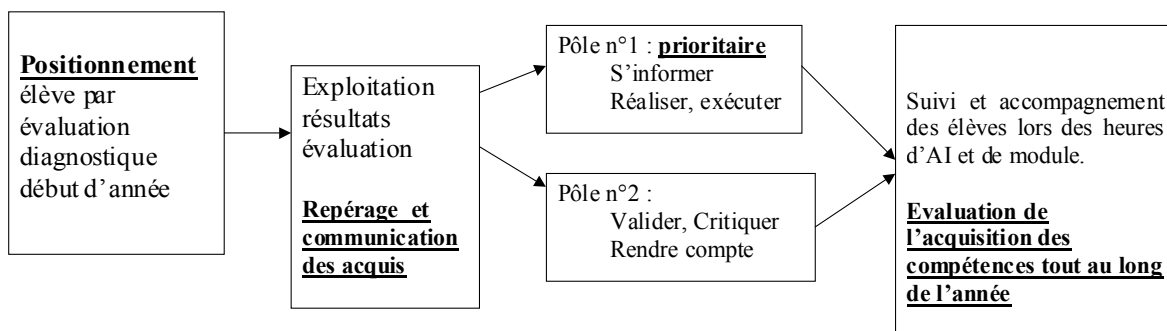 Positionnement
élève par
évaluation
diagnostique
début d'année
Exploitation
résultats
évaluation
Repérage et
communication
des acquis
Pôle n°1 : prioritaire
S'informer
Réaliser, exécuter
Pôle n°2 :
Valider, Critiquer
Rendre compte
Suivi et accompagnement
des élèves lors des heures
d'AI et de module.
Evaluation de
l'acquisition des
compétences tout au long
de l'année